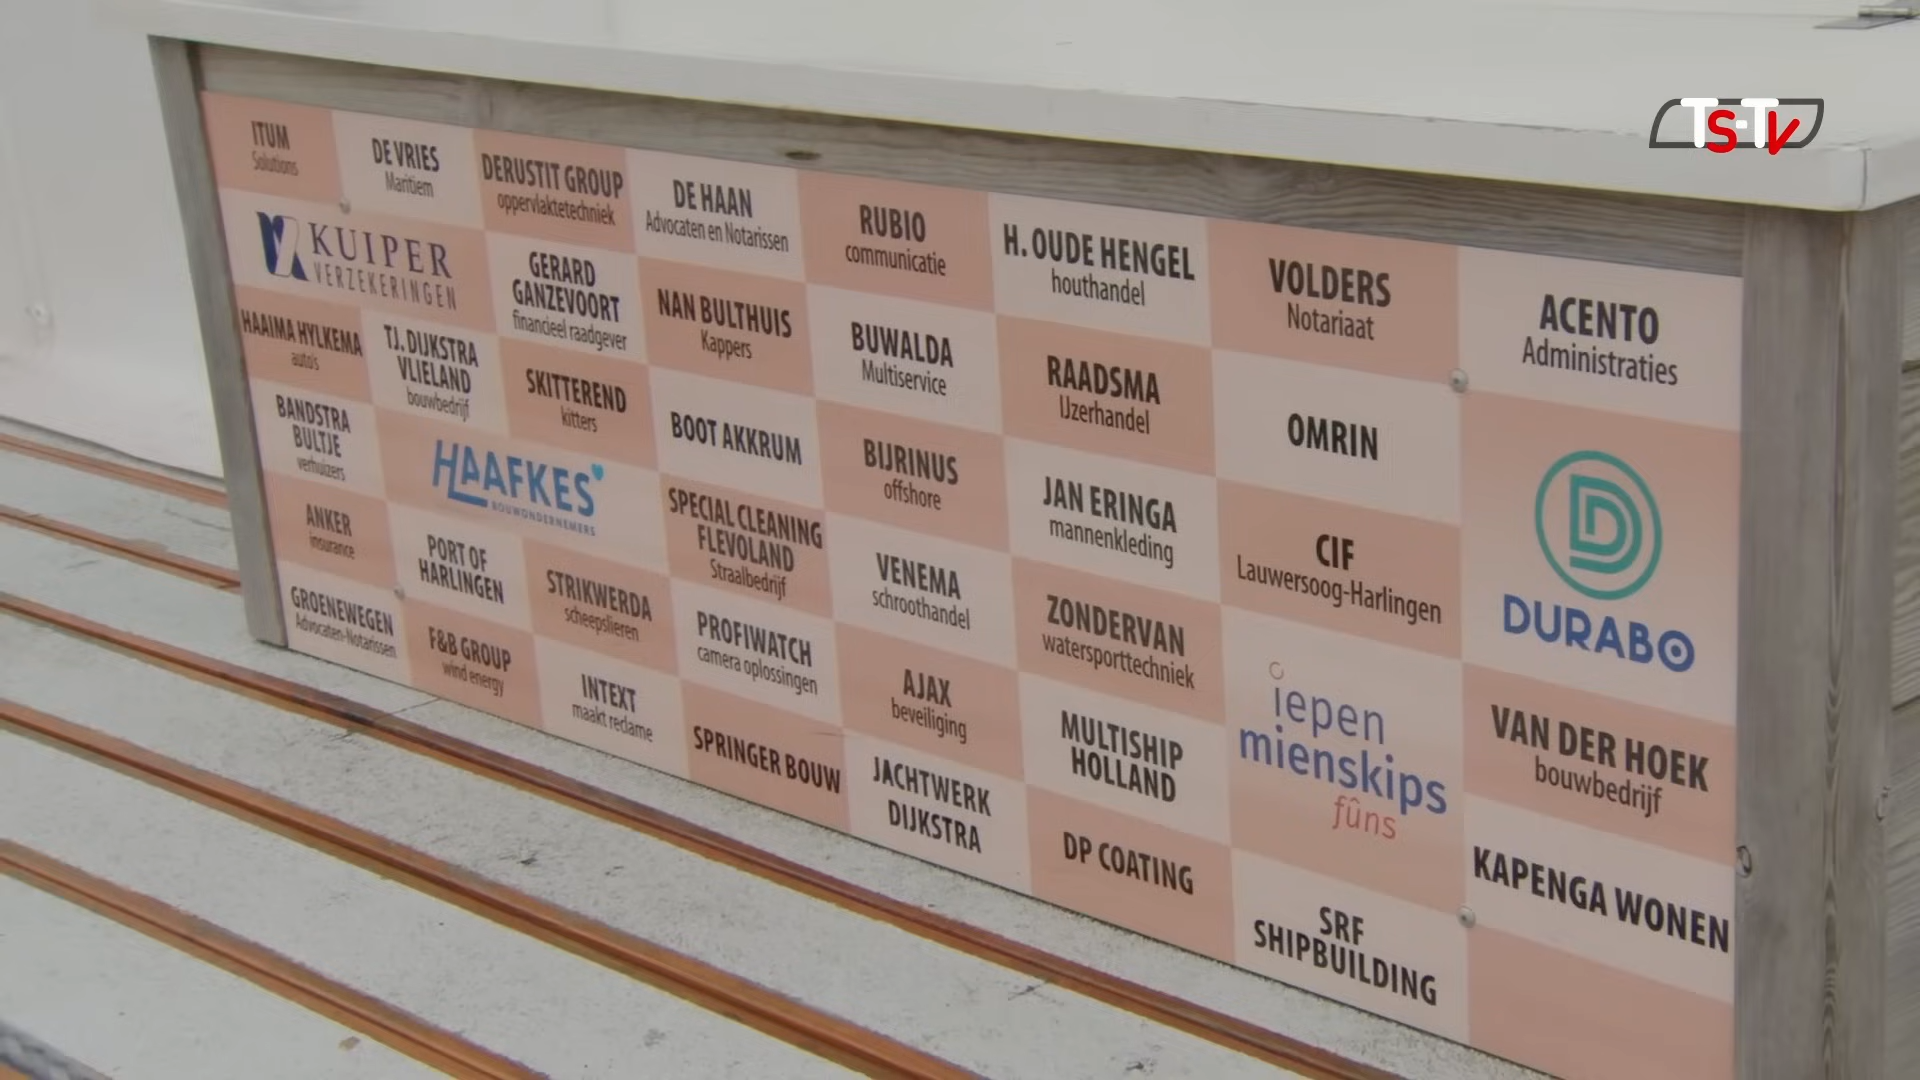 TS-Tv
ITUM
Solutions
DE VRIES
Maritiem
DERUSTIT GROUP
oppervlaktetechniek
DE HAAN
Advocaten en Notarissen
RUBIO
communicatie
H. OUDE HENGEL
houthandel
VOLDERS
Notariaat
ACENTO
Administraties
KUIPER
VERZEKERINGEN
GERARD
GANZEVOORT
financieel raadgever
NAN BULTHUIS
Kappers
BUWALDA
Multiservice
RAADSMA
IJzerhandel
OMRIN
DURABO
HAAIMA HYLKEMA
auto's
TJ. DIJKSTRA
VLIELAND
bouwbedrijf
SKITTEREND
kitters
BOOT AKKRUM
BIJRINUS
offshore
JAN ERINGA
mannenkleding
CIF
Lauwersoog-Harlingen
BANDSTRA
BULTJE
verhuizers
HAAFKES
BOUWONDERNEMERS
SPECIAL CLEANING
FLEVOLAND
Straalbedrijf
VENEMA
schroothandel
ZONDERVAN
watersporttechniek
iepen
mienskips
fûns
VAN DER HOEK
bouwbedrijf
ANKER
insurance
PORT OF
HARLINGEN
STRIKWERDA
scheepslieren
PROFIWATCH
camera oplossingen
AJAX
beveiliging
MULTISHIP
HOLLAND
KAPENGA WONEN
GROENEWEGEN
Advocaten-Notarissen
F&B GROUP
wind energy
INTEXT
maakt reclame
SPRINGER BOUW
JACHTWERK
DIJKSTRA
DP COATING
SRF
SHIPBUILDING